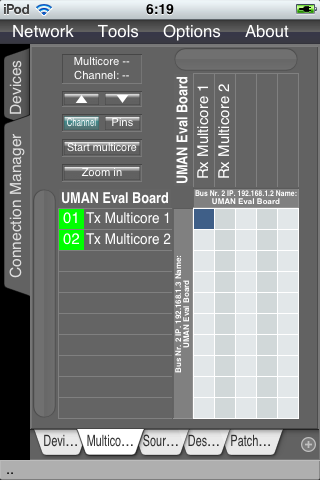 iPod 6:19
Network Tools Options About
Devices
Connection Manager
Multicore --
Channel: --
Channel Pins
Start multicore
Zoom in
UMAN Eval Board
Rx Multicore 1
Rx Multicore 2
Bus Nr. 2 IP. 192.168.1.2 Name:
UMAN Eval Board
UMAN Eval Board
01 Tx Multicore 1
02 Tx Multicore 2
Bus Nr. 2 IP. 192.168.1.3 Name:
UMAN Eval Board
Devi... Multico... Sour... Des... Patch...
..